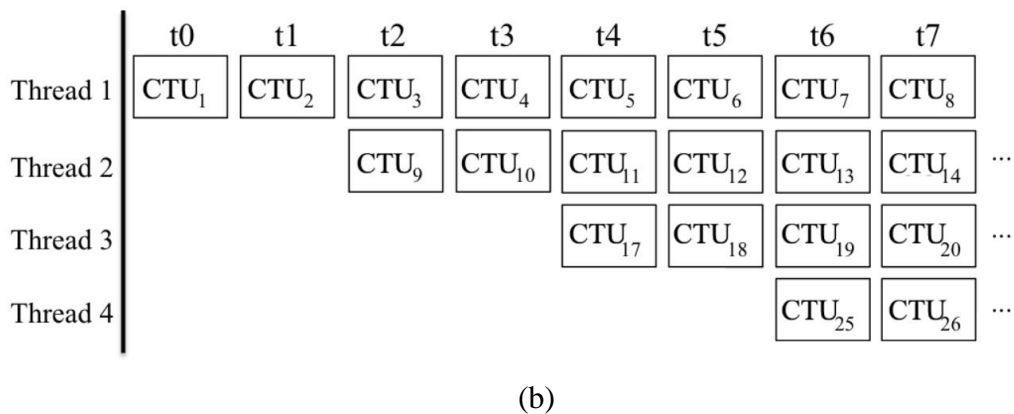 t0 t1 t2 t3 t4 t5 t6 t7
Thread 1 CTU1 CTU2 CTU3 CTU4 CTU5 CTU6 CTU7 CTU8
Thread 2 CTU9 CTU10 CTU11 CTU12 CTU13 CTU14 ...
Thread 3 CTU17 CTU18 CTU19 CTU20 ...
Thread 4 CTU25 CTU26 ...
(b)